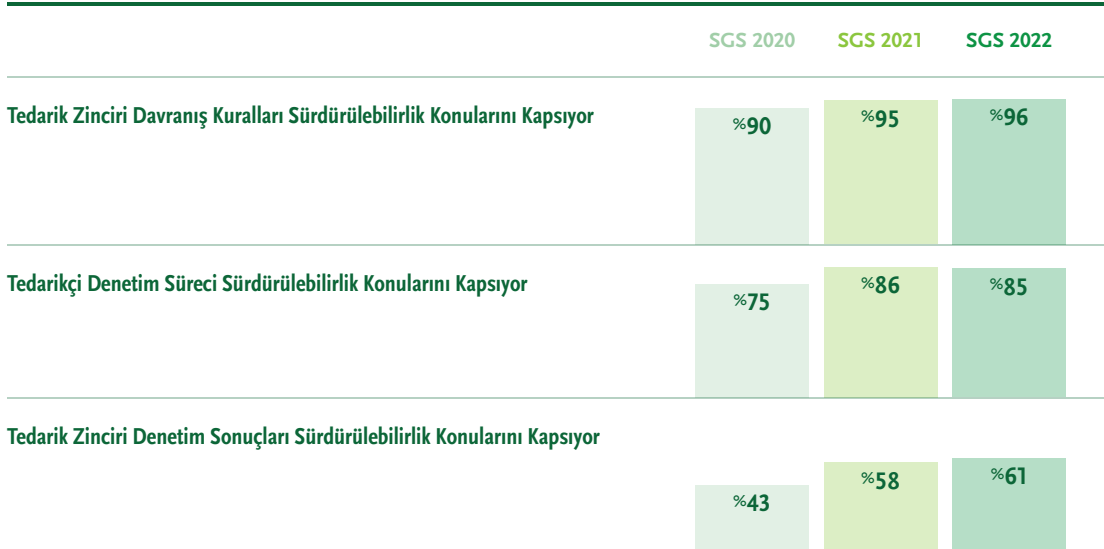 SGS 2020 SGS 2021 SGS 2022
Tedarik Zinciri Davranış Kuralları Sürdürülebilirlik Konularını Kapsıyor
%90 %95 %96
Tedarikçi Denetim Süreci Sürdürülebilirlik Konularını Kapsıyor
%75 %86 %85
Tedarik Zinciri Denetim Sonuçları Sürdürülebilirlik Konularını Kapsıyor
%43 %58 %61